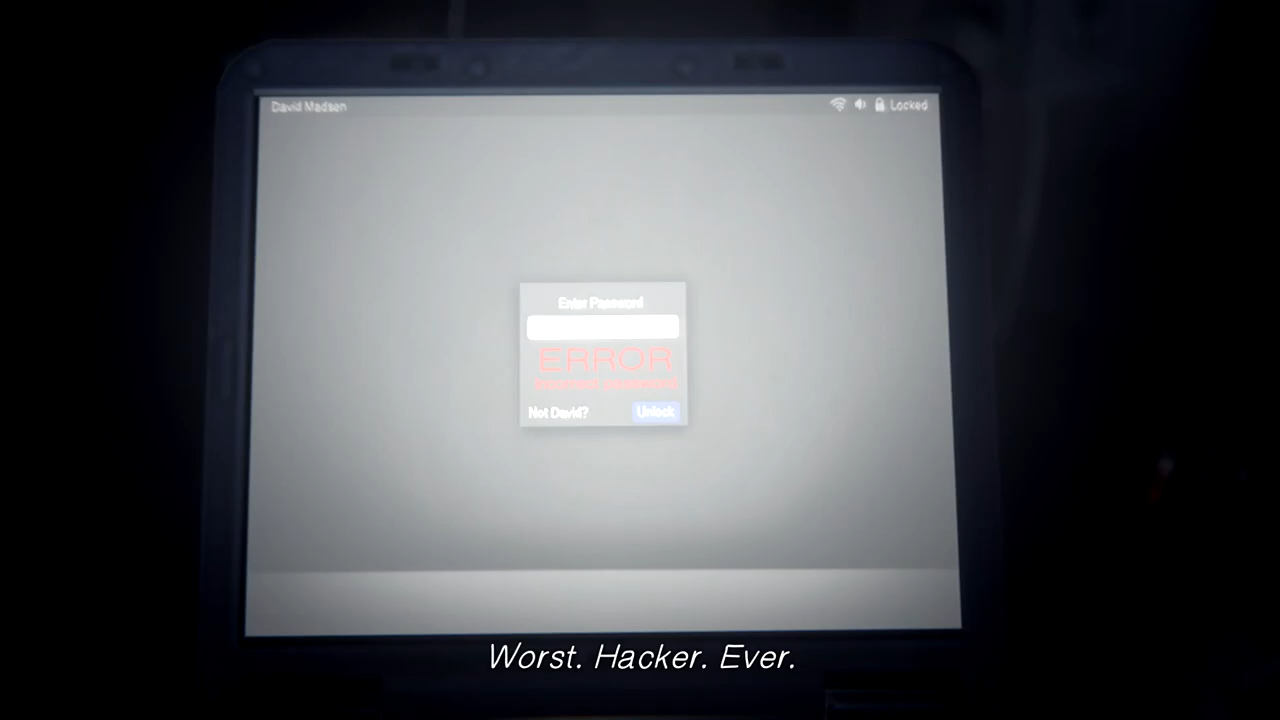 David Madsen
Locked
Enter Password
ERROR
Incorrect password
Not David?
Unlock
Worst. Hacker. Ever.